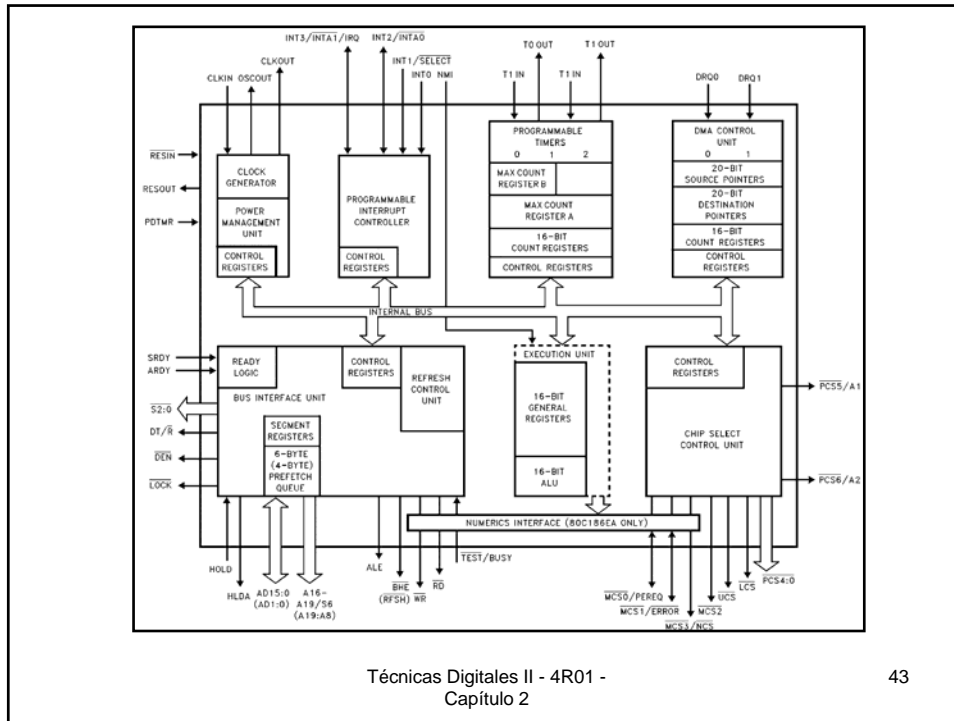 INT3/INTA1/IRQ INT2/INTA0
INT1/SELECT
INT0 NMI
T0 OUT T1 OUT
CLKOUT
CLKIN OSCOUT
T1 IN T1 IN
DRQ0 DRQ1
RESIN
RESOUT
PDTMR
CLOCK
GENERATOR
POWER
MANAGEMENT
UNIT
CONTROL
REGISTERS
PROGRAMMABLE
INTERRUPT
CONTROLLER
CONTROL
REGISTERS
PROGRAMMABLE
TIMERS
0 1 2
MAX COUNT
REGISTER B
MAX COUNT
REGISTER A
16-BIT
COUNT REGISTERS
CONTROL REGISTERS
DMA CONTROL
UNIT
0 1
20-BIT
SOURCE POINTERS
20-BIT
DESTINATION
POINTERS
16-BIT
COUNT REGISTERS
CONTROL
REGISTERS
INTERNAL BUS
SRDY
ARDY
S2:0
DT/R
DEN
LOCK
READY
LOGIC
CONTROL
REGISTERS
REFRESH
CONTROL
UNIT
BUS INTERFACE UNIT
SEGMENT
REGISTERS
6-BYTE
(4-BYTE)
PREFETCH
QUEUE
EXECUTION UNIT
16-BIT
GENERAL
REGISTERS
16-BIT
ALU
CONTROL
REGISTERS
CHIP SELECT
CONTROL UNIT
PCS5/A1
PCS6/A2
NUMERICS INTERFACE (80C186EA ONLY)
HOLD
HLDA
AD15:0
(AD1:0)
A16-
A19/S6
(A19:A8)
ALE
BHE
(RFSH)
WR
RD
TEST/BUSY
MCS0/PEREQ
MCS1/ERROR
MCS3/NCS
MCS2
UCS
LCS
PCS4:0
Técnicas Digitales II - 4R01 -
Capítulo 2
43